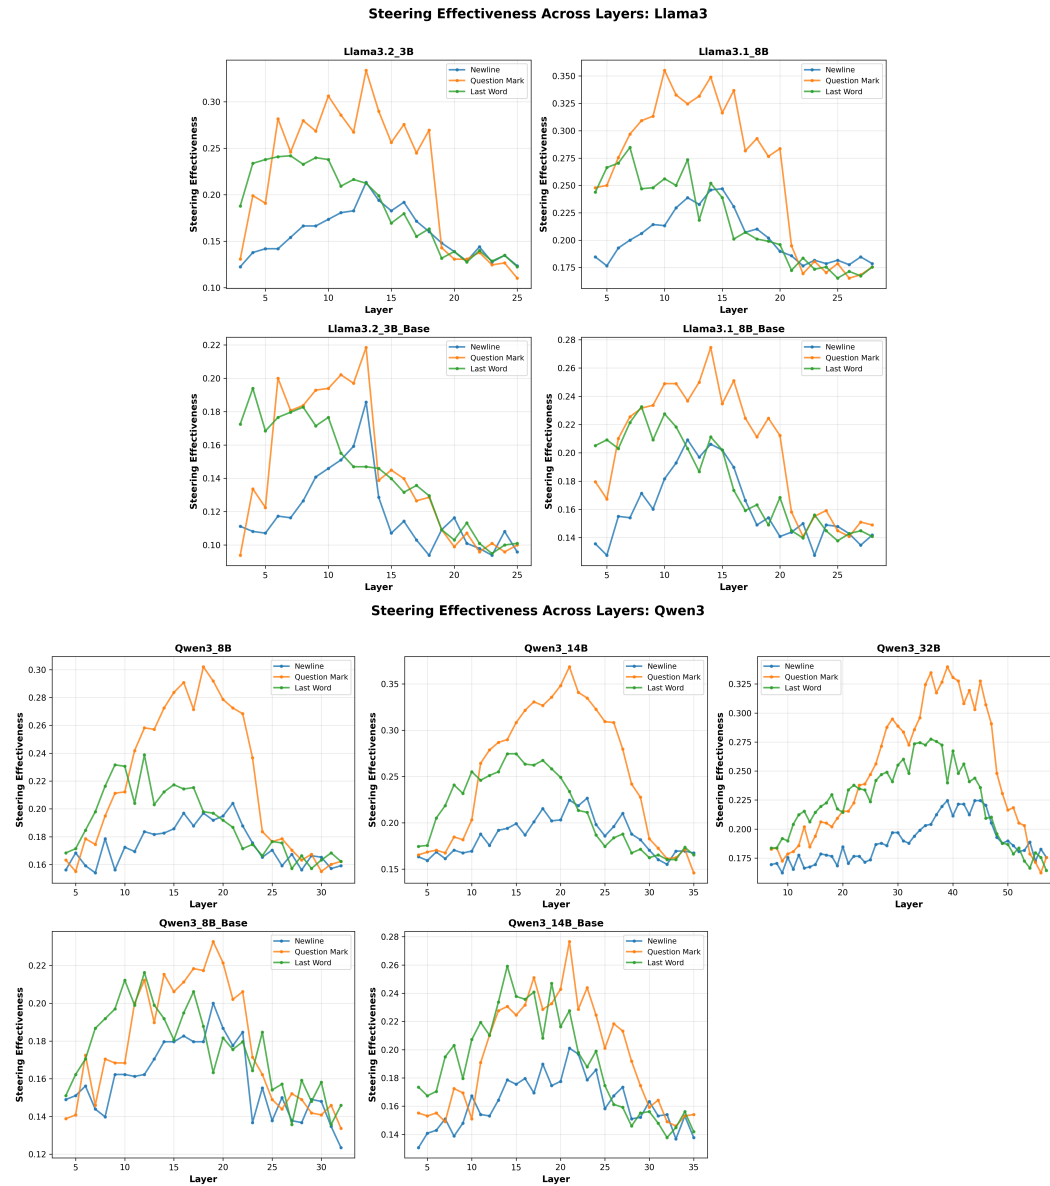 Steering Effectiveness Across Layers: Llama3
Llama3.2_3B
Steering Effectiveness
0.30
0.25
0.20
0.15
0.10
Newline
Question Mark
Last Word
5
10
15
20
25
Layer
Llama3.1_8B
Steering Effectiveness
0.350
0.325
0.300
0.275
0.250
0.225
0.200
0.175
Newline
Question Mark
Last Word
5
10
15
20
25
Layer
Llama3.2_3B_Base
Steering Effectiveness
0.22
0.20
0.18
0.16
0.14
0.12
0.10
Newline
Question Mark
Last Word
5
10
15
20
25
Layer
Llama3.1_8B_Base
Steering Effectiveness
0.28
0.26
0.24
0.22
0.20
0.18
0.16
0.14
Newline
Question Mark
Last Word
5
10
15
20
25
Layer
Steering Effectiveness Across Layers: Qwen3
Qwen3_8B
Steering Effectiveness
0.30
0.28
0.26
0.24
0.22
0.20
0.18
0.16
Newline
Question Mark
Last Word
5
10
15
20
25
30
Layer
Qwen3_14B
Steering Effectiveness
0.35
0.30
0.25
0.20
0.15
Newline
Question Mark
Last Word
5
10
15
20
25
30
35
Layer
Qwen3_32B
Steering Effectiveness
0.325
0.300
0.275
0.250
0.225
0.200
0.175
Newline
Question Mark
Last Word
10
20
30
40
50
Layer
Qwen3_8B_Base
Steering Effectiveness
0.22
0.20
0.18
0.16
0.14
0.12
Newline
Question Mark
Last Word
5
10
15
20
25
30
Layer
Qwen3_14B_Base
Steering Effectiveness
0.28
0.26
0.24
0.22
0.20
0.18
0.16
0.14
Newline
Question Mark
Last Word
5
10
15
20
25
30
35
Layer